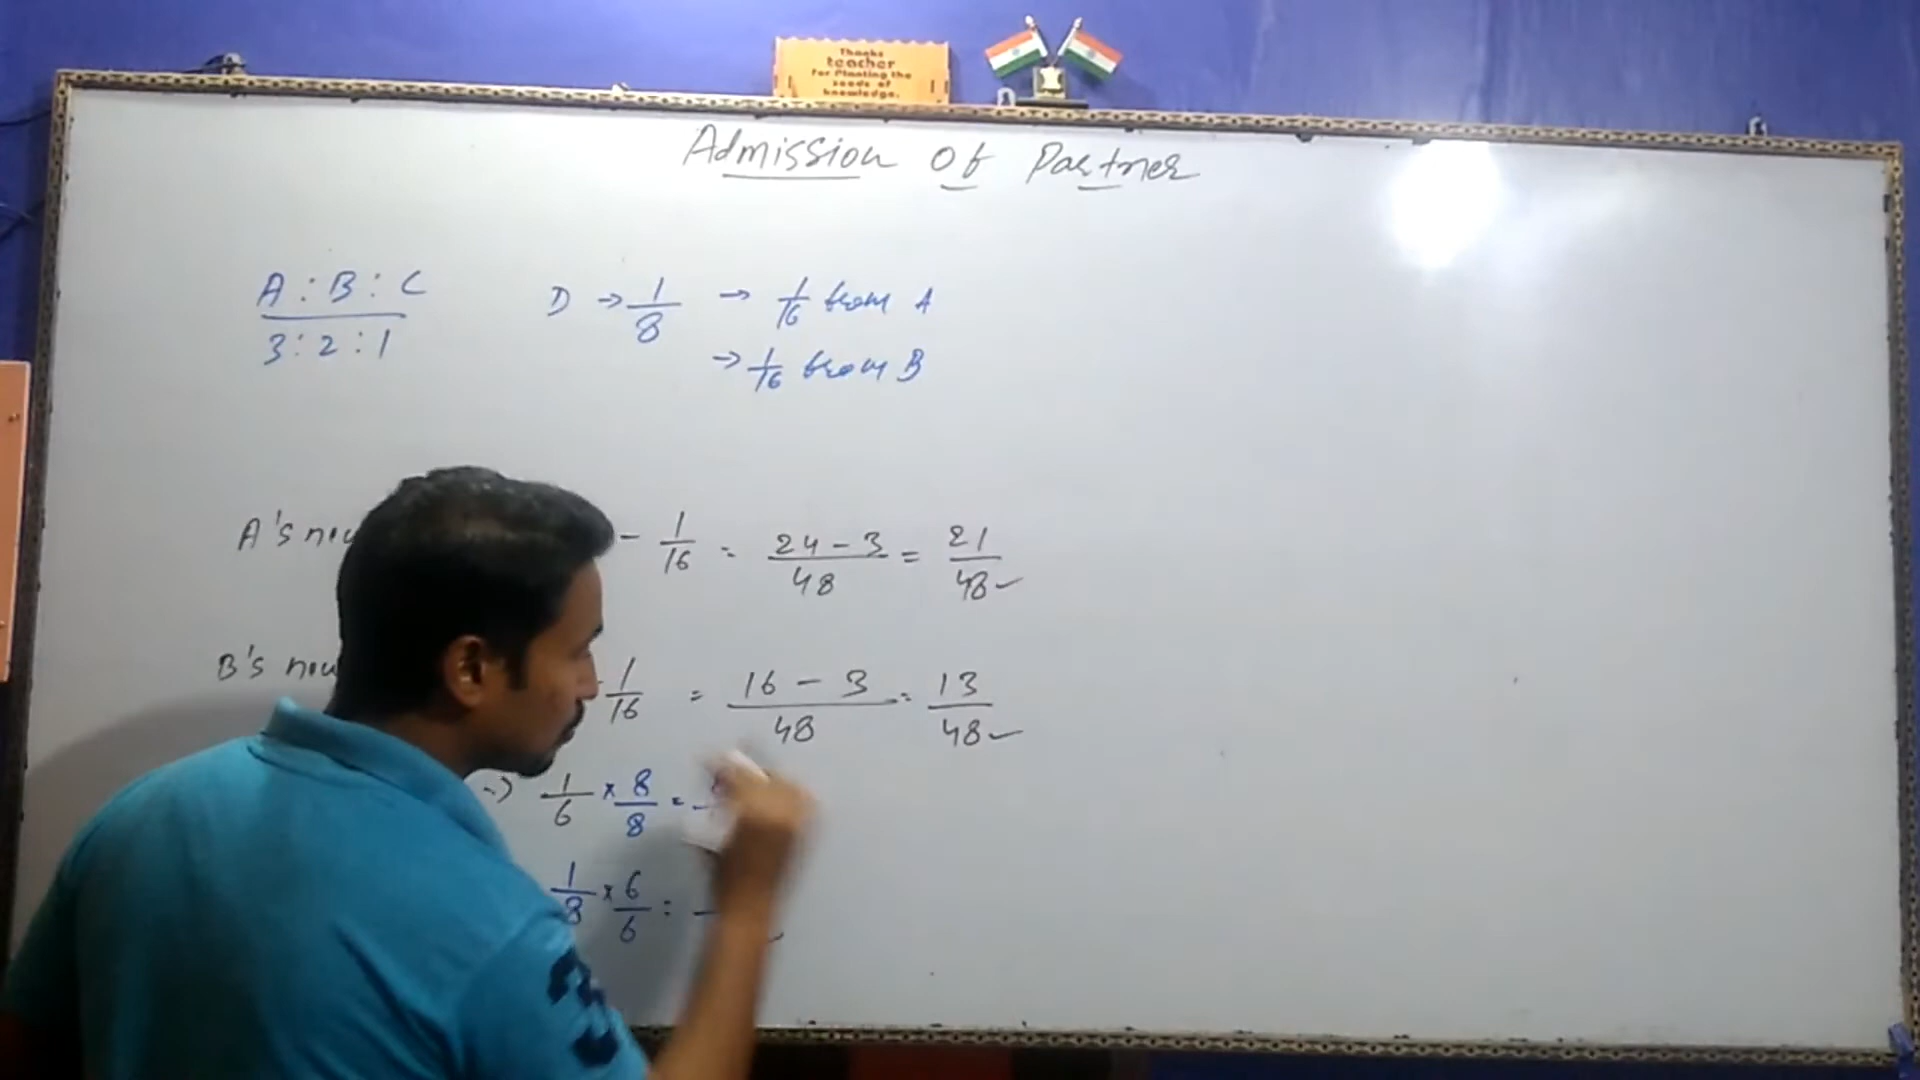 Thanks
teacher
For Planting the
seeds of
knowledge.
Admission Of Partner
A : B : C
3 : 2 : 1
D → 1/8 → 1/16 from A
→ 1/16 from B
A's - 1/16 = 24 - 3/48 = 21/48
B's 1/16 = 16 - 3/48 = 13/48
1/6 × 8/8 =
1/8 × 6/6 =